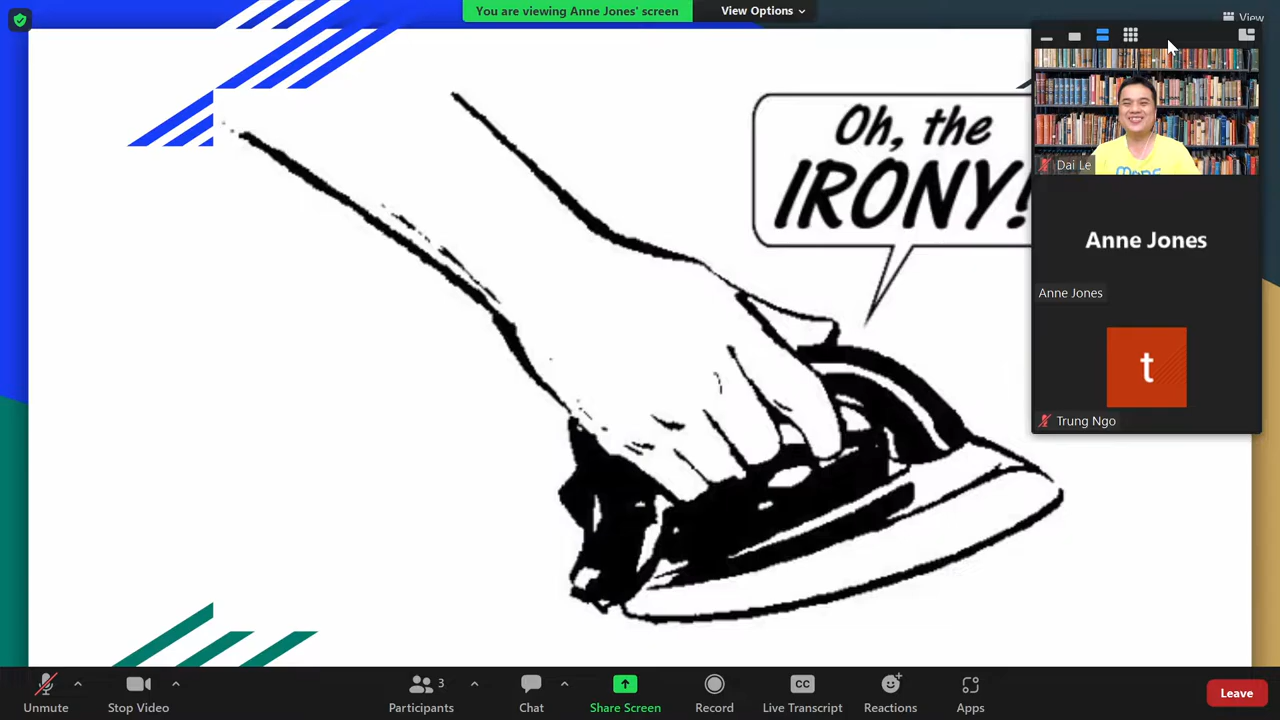 You are viewing Anne Jones' screen
View Options
View
Oh, the
IRONY!
Dai Le
Anne Jones
Anne Jones
t
Trung Ngo
Unmute
Stop Video
3
Participants
Chat
Share Screen
Record
CC
Live Transcript
Reactions
Apps
Leave